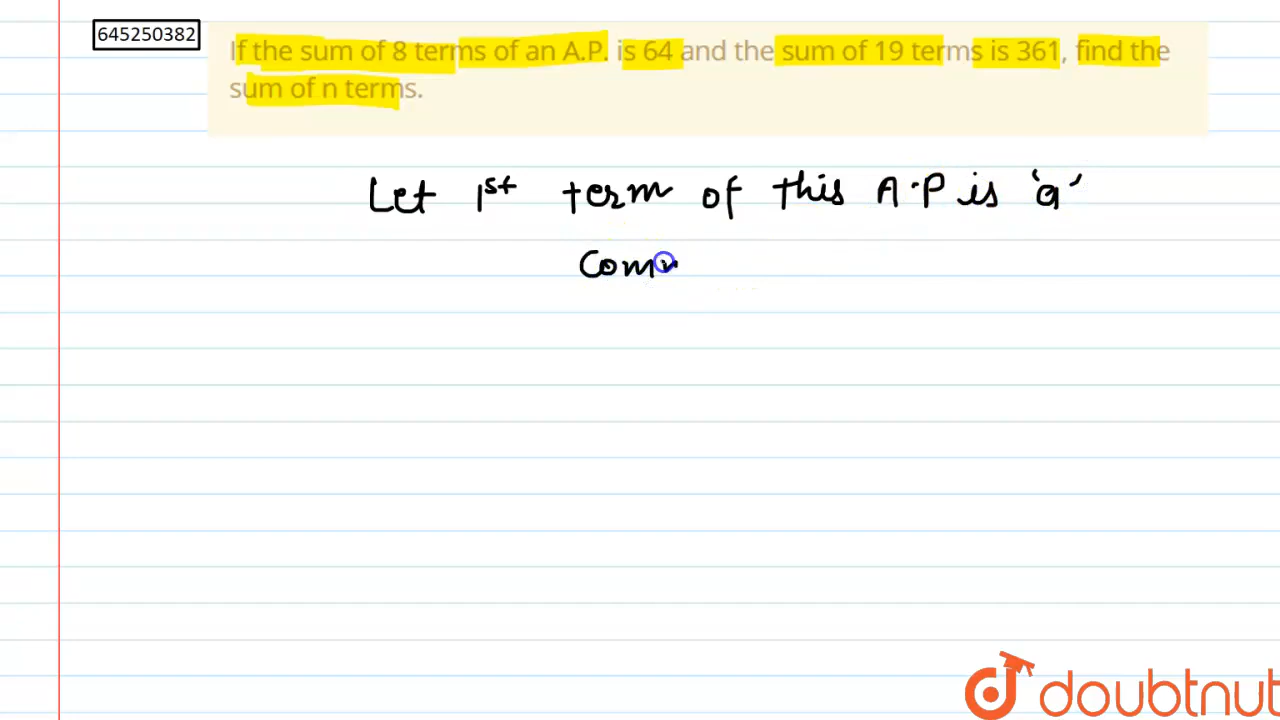 645250382
If the sum of 8 terms of an A.P. is 64 and the sum of 19 terms is 361, find the
sum of n terms.
Let 1st term of this A.P is 'a'
Com
doubtnut